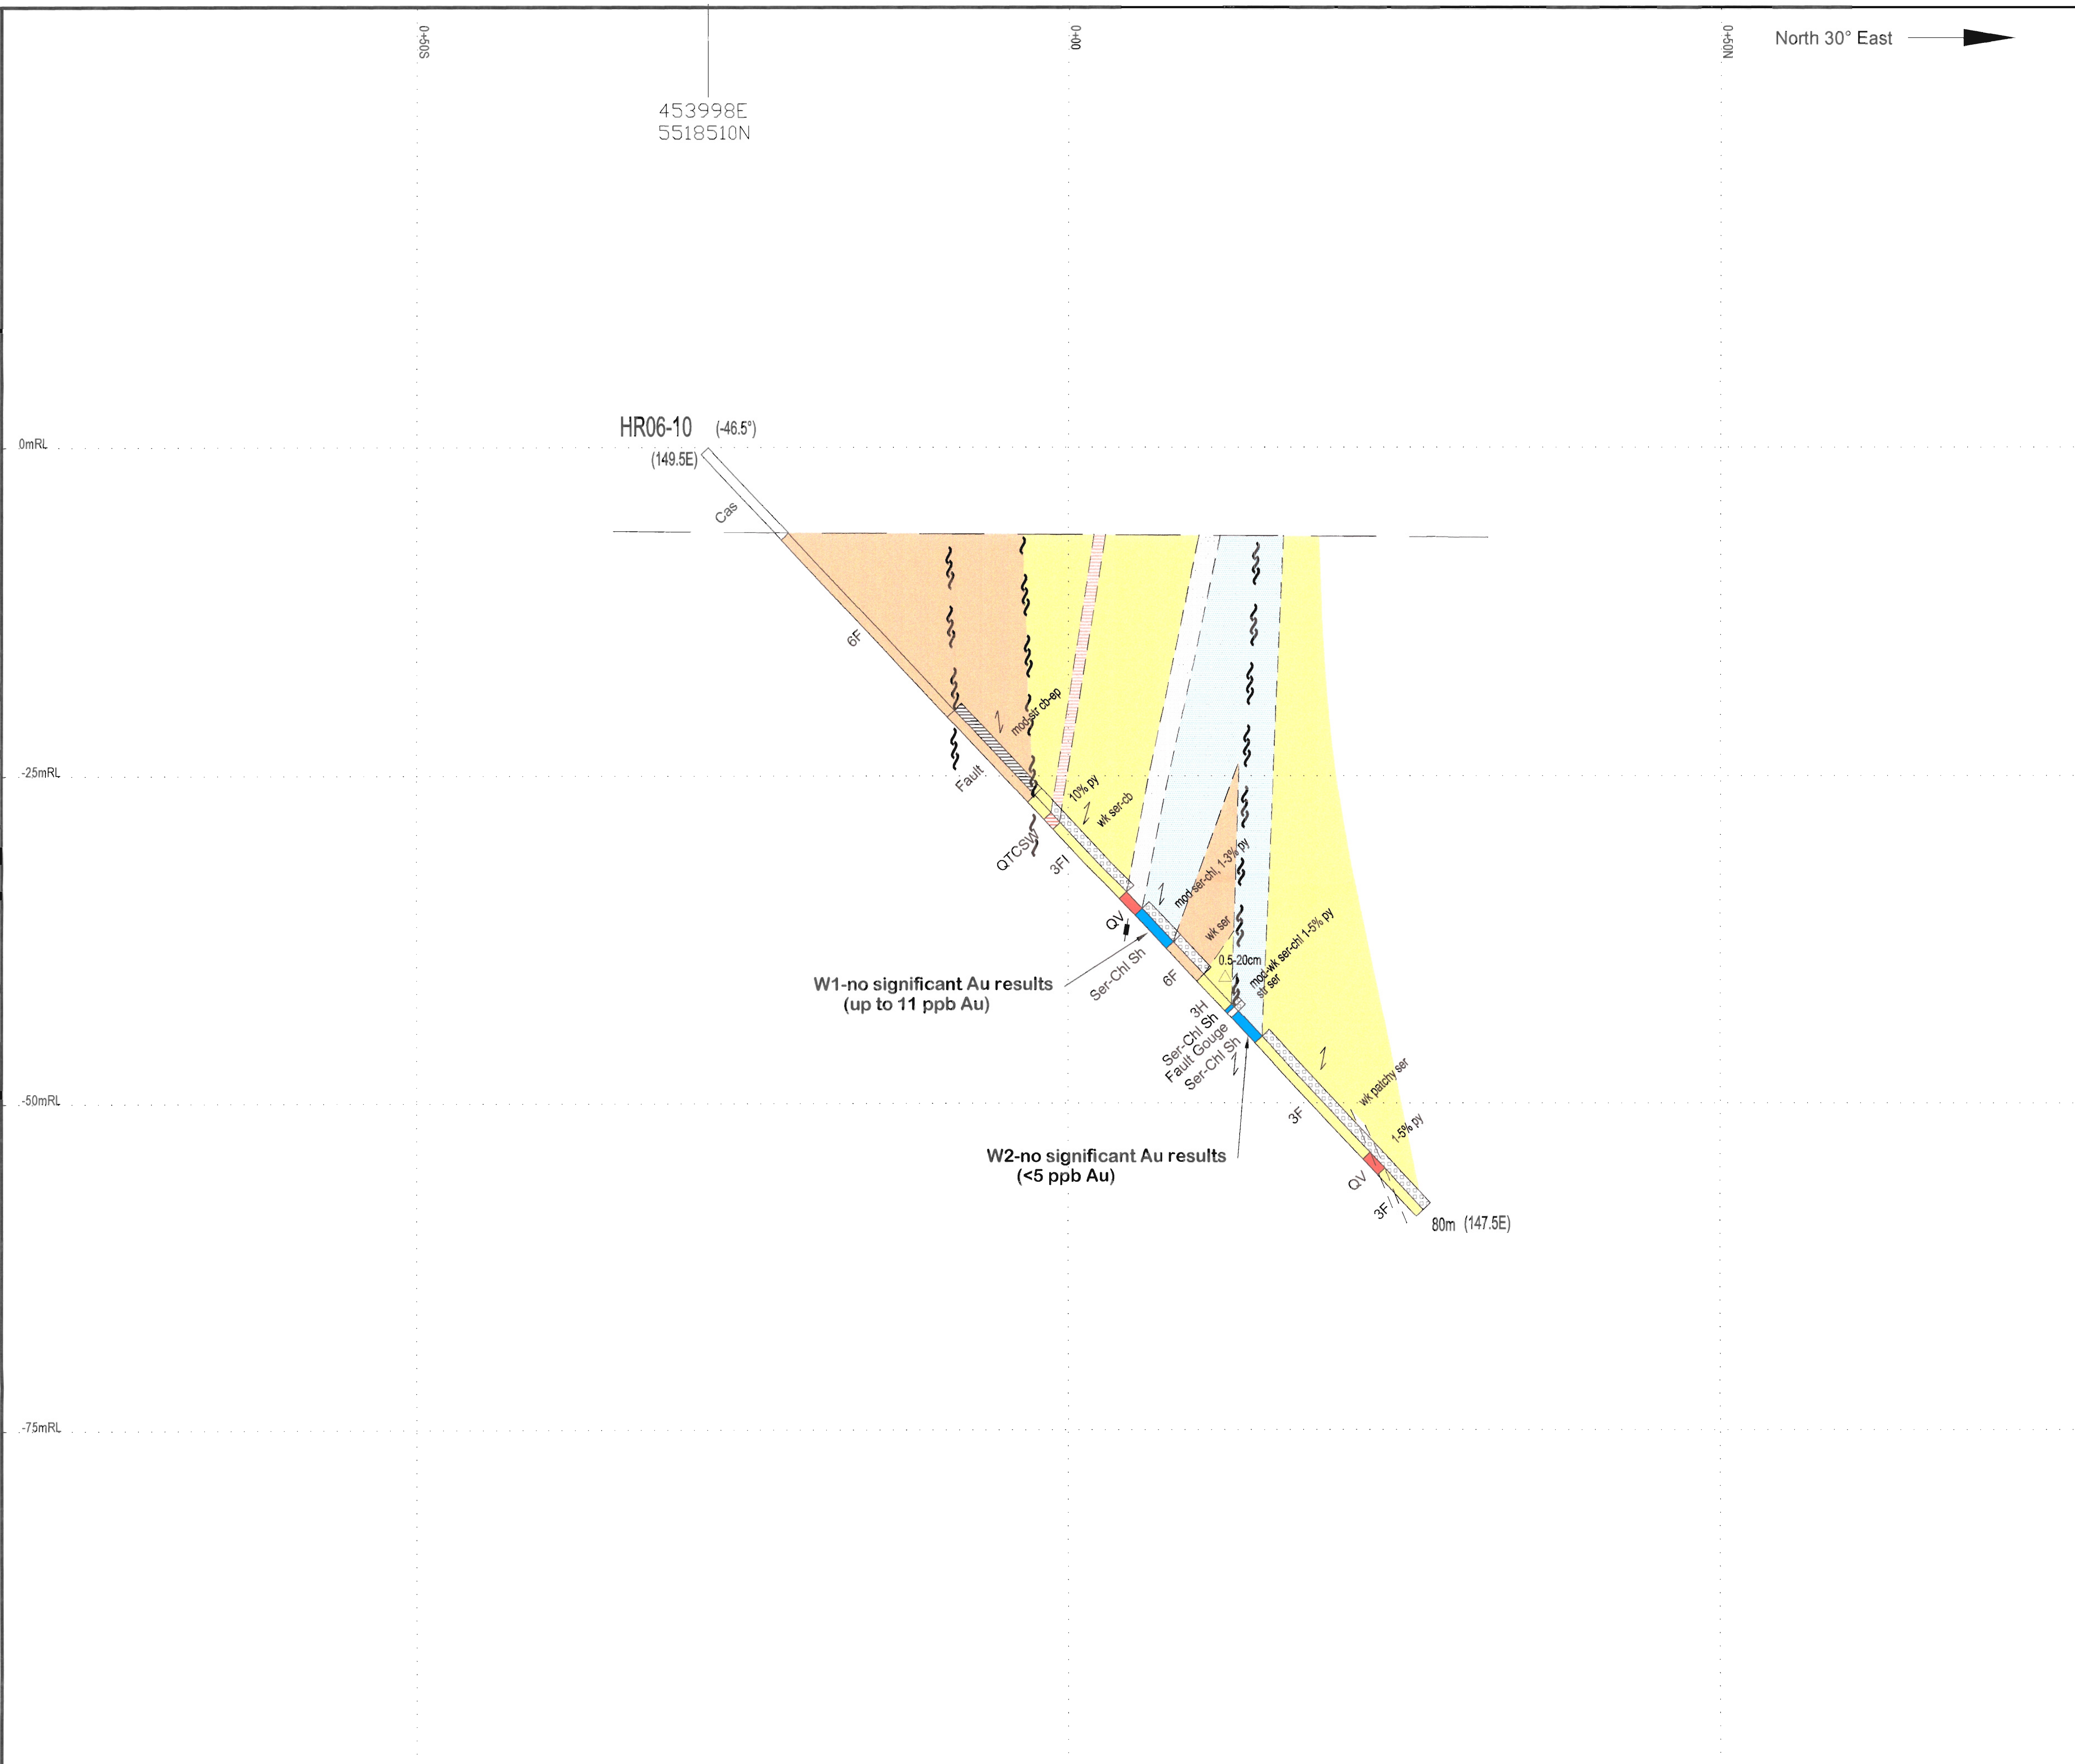 0+50S
0+00
0+50N
North 30° East
453998E
5518510N
HR06-10 (-46.5°)
(149.5E)
0mRL
Cas
6F
mod-str cb-ep
-25mRL
Fault
10% py
wk ser-cb
QTCSW
3FI
mod-ser-chl, 1-3% py
QV
wk ser
mod-wk ser-chl 1-5% py
str ser
0.5-20cm
Ser-Chl Sh
6F
W1-no significant Au results
(up to 11 ppb Au)
3H
Ser-Chl Sh
Fault Gouge
Ser-Chl Sh
-50mRL
wk patchy ser
3F
1-5% py
W2-no significant Au results
(<5 ppb Au)
QV
3F
80m (147.5E)
-75mRL